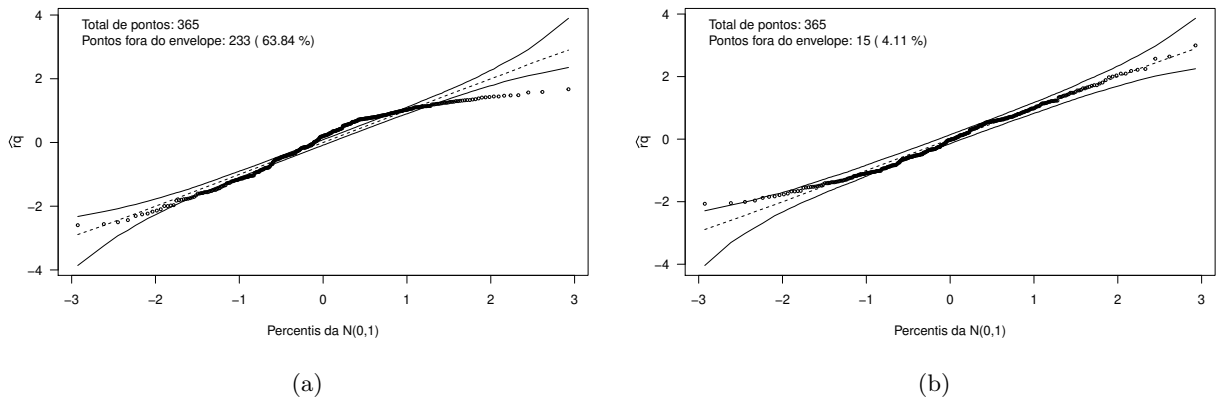 Total de pontos: 365
Pontos fora do envelope: 233 ( 63.84 %)
4
2
0
−2
−4
r̂q
−3 −2 −1 0 1 2 3
Percentis da N(0,1)
(a)
Total de pontos: 365
Pontos fora do envelope: 15 ( 4.11 %)
4
2
0
−2
−4
r̂q
−3 −2 −1 0 1 2 3
Percentis da N(0,1)
(b)